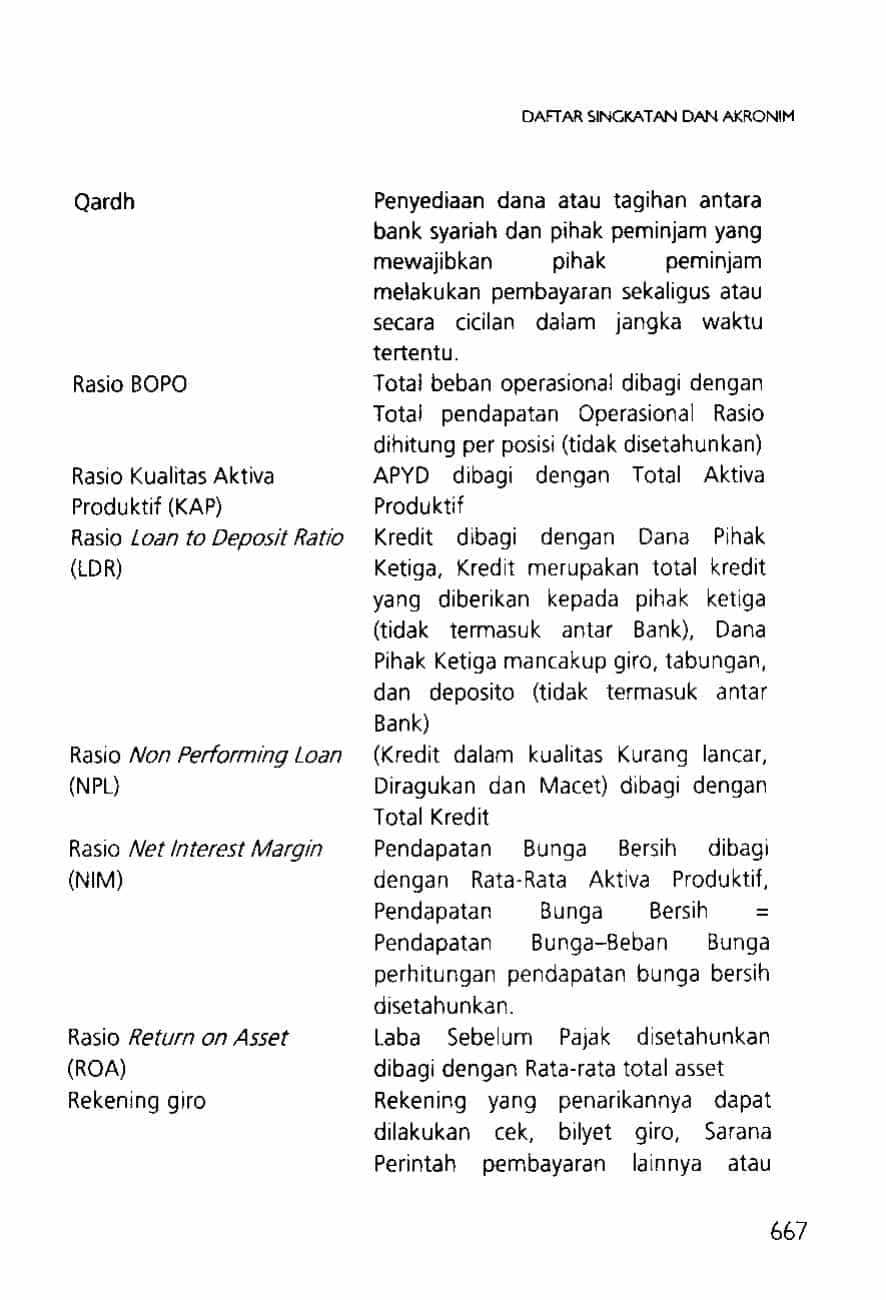 DAFTAR SINGKATAN DAN AKRONIM
Qardh Penyediaan dana atau tagihan antara
bank syariah dan pihak peminjam yang
mewajibkan pihak peminjam
melakukan pembayaran sekaligus atau
secara cicilan dalam jangka waktu
tertentu.
Rasio BOPO Total beban operasional dibagi dengan
Total pendapatan Operasional Rasio
dihitung per posisi (tidak disetahunkan)
Rasio Kualitas Aktiva APYD dibagi dengan Total Aktiva
Produktif (KAP) Produktif
Rasio Loan to Deposit Ratio Kredit dibagi dengan Dana Pihak
(LDR) Ketiga, Kredit merupakan total kredit
yang diberikan kepada pihak ketiga
(tidak termasuk antar Bank), Dana
Pihak Ketiga mancakup giro, tabungan,
dan deposito (tidak termasuk antar
Bank)
Rasio Non Performing Loan (Kredit dalam kualitas Kurang lancar,
(NPL) Diragukan dan Macet) dibagi dengan
Total Kredit
Rasio Net Interest Margin Pendapatan Bunga Bersih dibagi
(NIM) dengan Rata-Rata Aktiva Produktif,
Pendapatan Bunga Bersih =
Pendapatan Bunga–Beban Bunga
perhitungan pendapatan bunga bersih
disetahunkan.
Rasio Return on Asset Laba Sebelum Pajak disetahunkan
(ROA) dibagi dengan Rata-rata total asset
Rekening giro Rekening yang penarikannya dapat
dilakukan cek, bilyet giro, Sarana
Perintah pembayaran lainnya atau
667